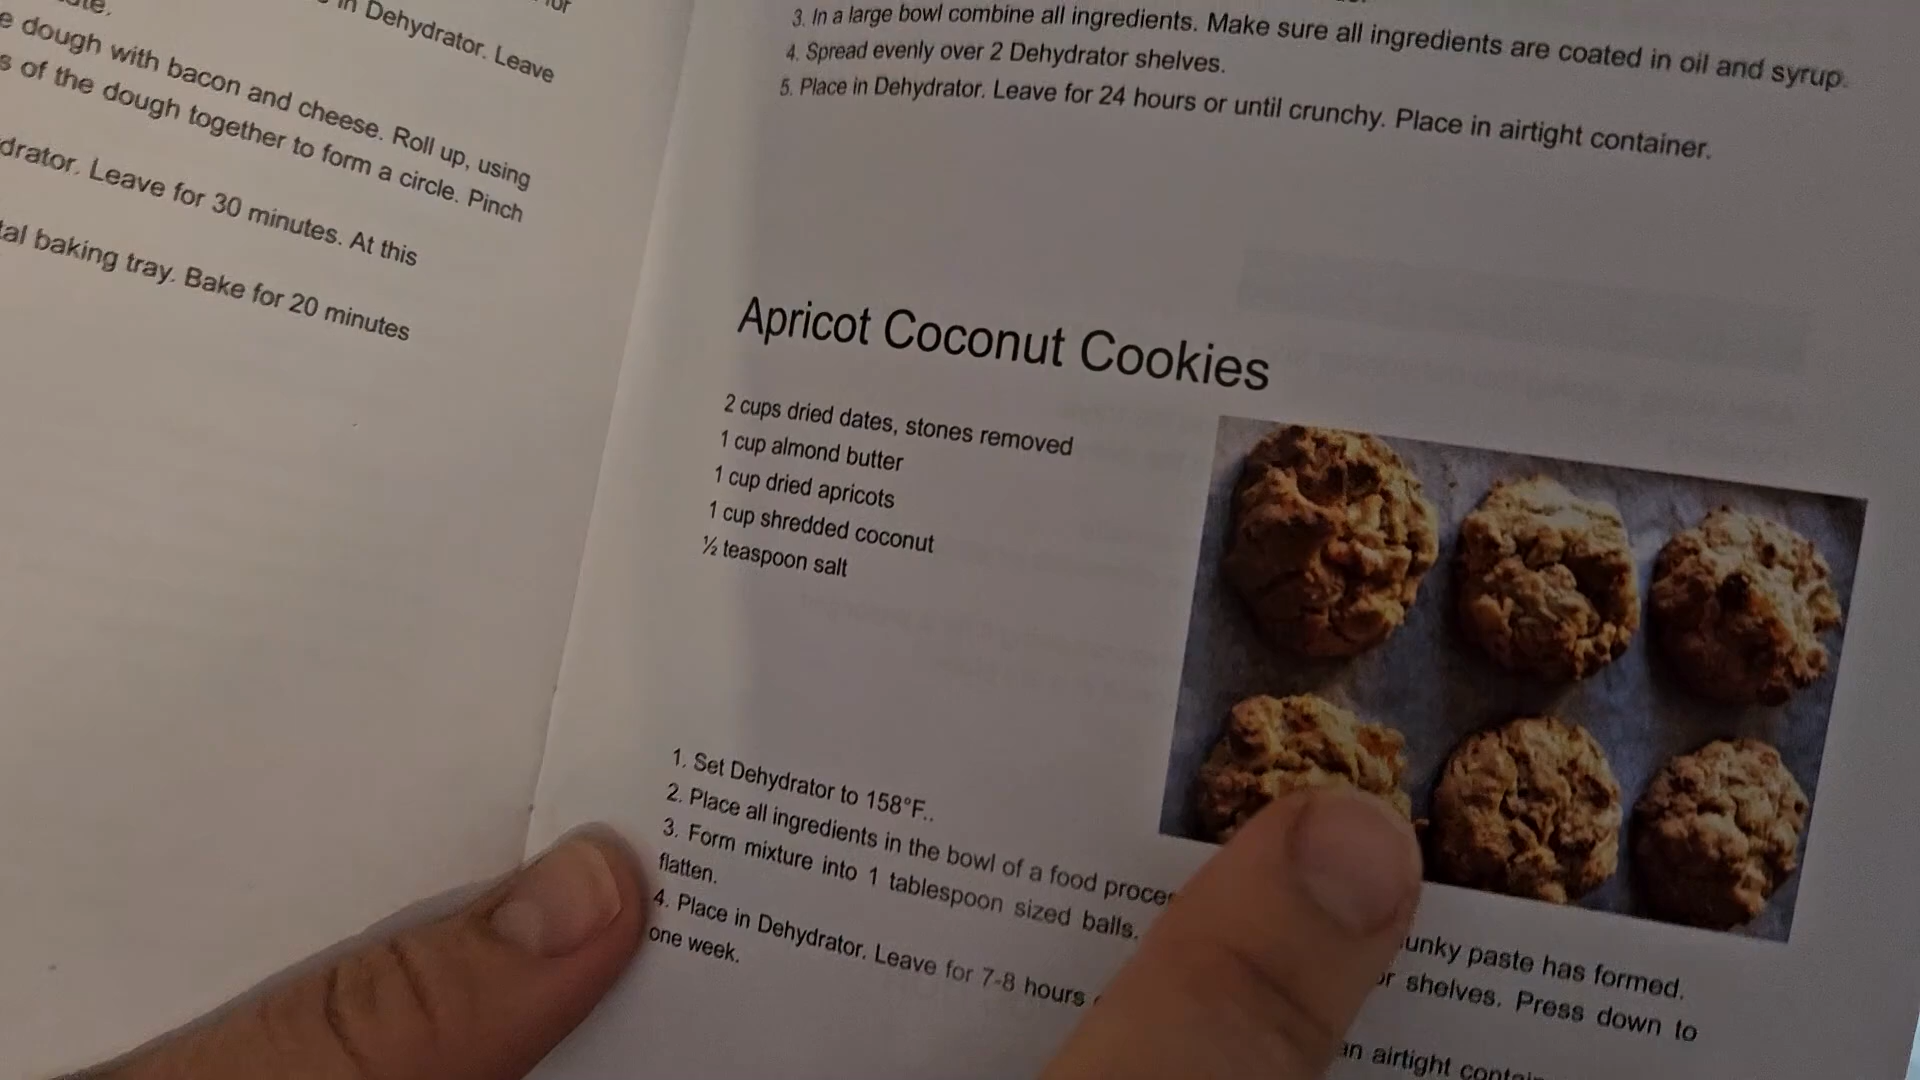 in Dehydrator. Leave
dough with bacon and cheese. Roll up, using
of the dough together to form a circle. Pinch
Leave for 30 minutes. At this
baking tray. Bake for 20 minutes
3. In a large bowl combine all ingredients. Make sure all ingredients are coated in oil and syrup.
4. Spread evenly over 2 Dehydrator shelves.
5. Place in Dehydrator. Leave for 24 hours or until crunchy. Place in airtight container.
Apricot Coconut Cookies
2 cups dried dates, stones removed
1 cup almond butter
1 cup dried apricots
1 cup shredded coconut
½ teaspoon salt
1. Set Dehydrator to 158°F..
2. Place all ingredients in the bowl of a food paste has formed.
3. Form mixture into 1 tablespoon sized balls. shelves. Press down to
flatten.
4. Place in Dehydrator. Leave for 7-8 hours airtight
one week.